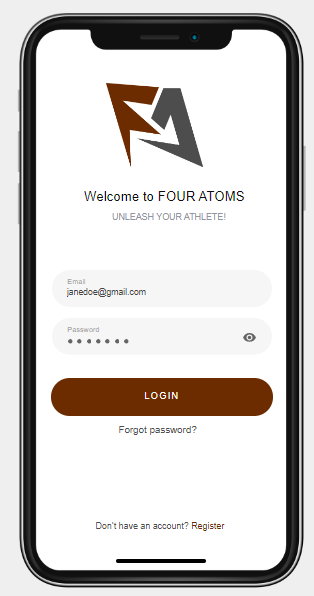 Welcome to FOUR ATOMS
UNLEASH YOUR ATHLETE!
Email
janedoe@gmail.com
Password
LOGIN
Forgot password?
Don't have an account? Register